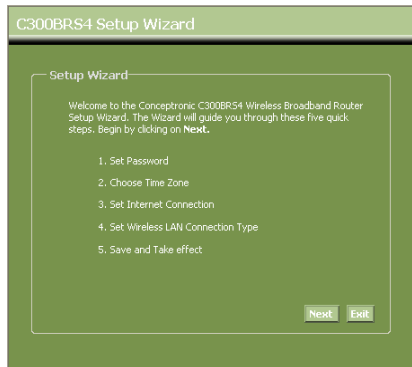 C300BRS4 Setup Wizard
Setup Wizard
Welcome to the Conceptronic C300BRS4 Wireless Broadband Router
Setup Wizard. The Wizard will guide you through these five quick
steps. Begin by clicking on Next.
1. Set Password
2. Choose Time Zone
3. Set Internet Connection
4. Set Wireless LAN Connection Type
5. Save and Take effect
Next Exit